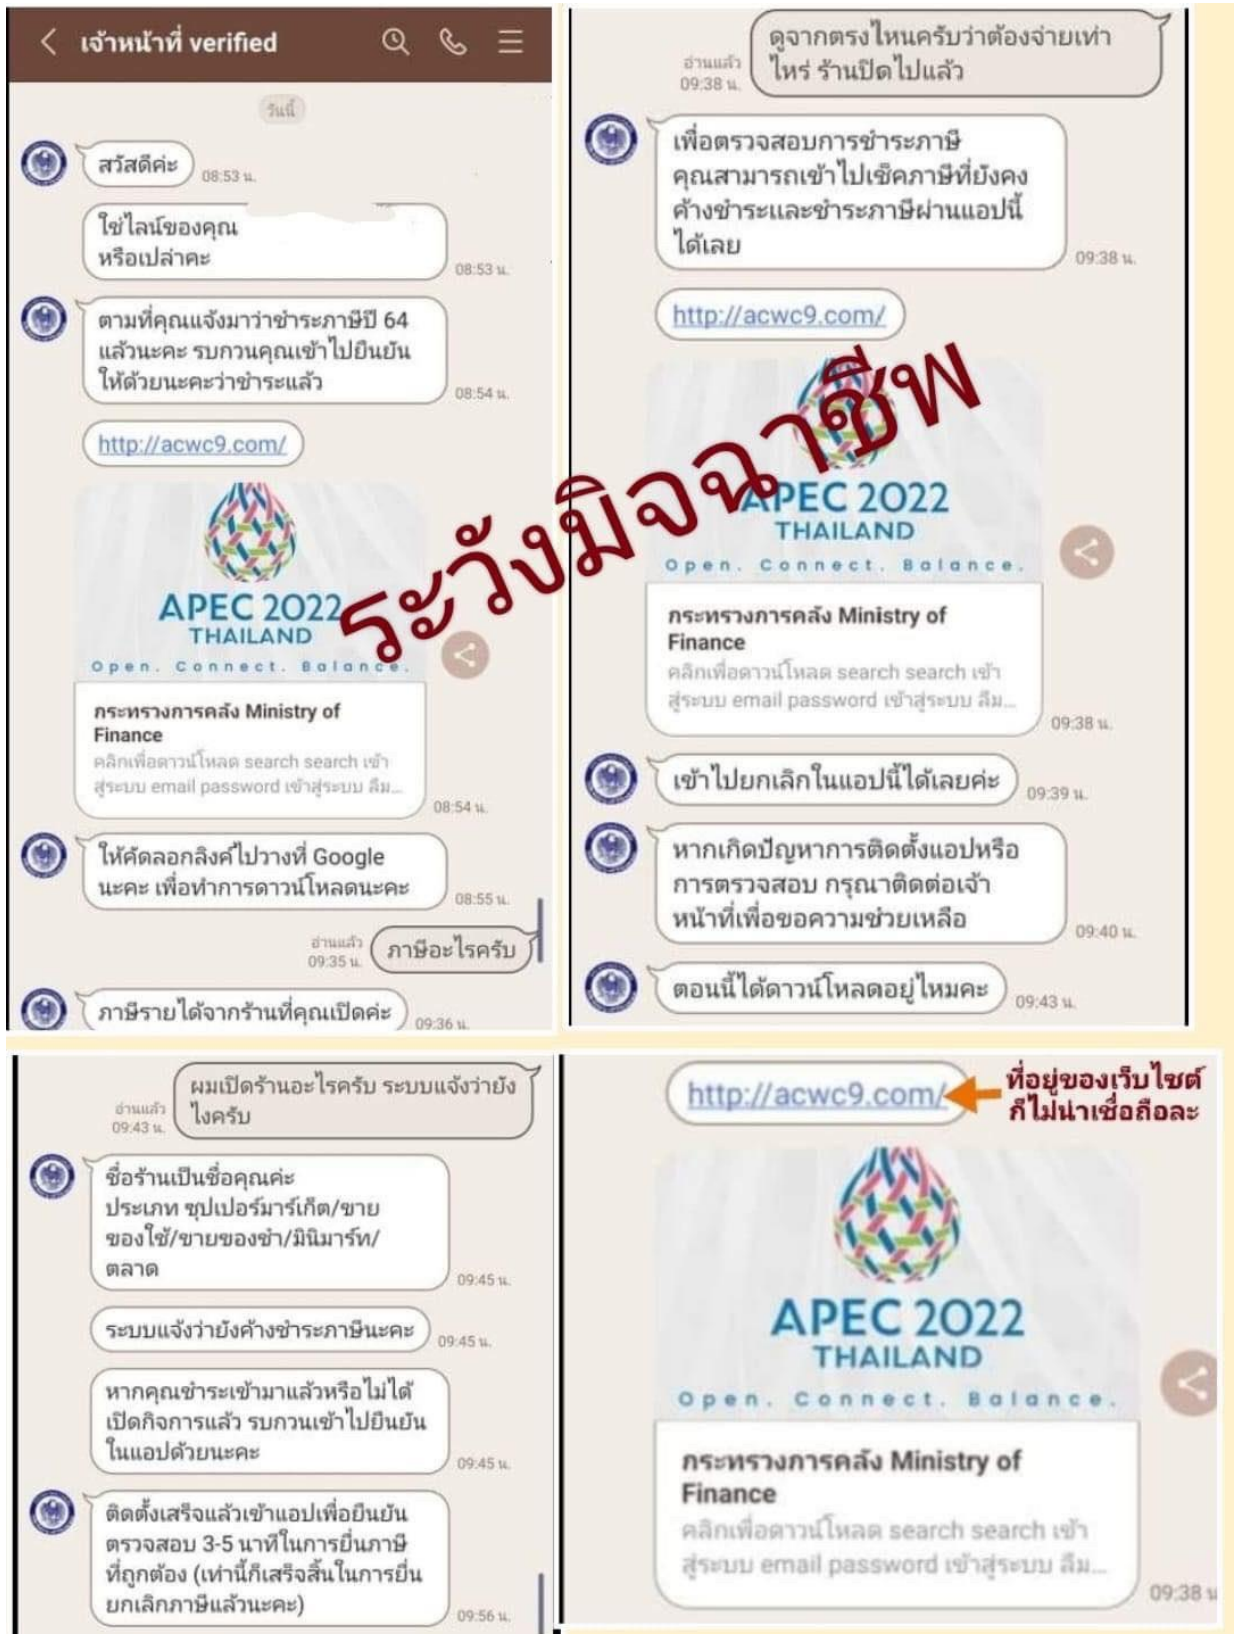 เจ้าหน้าที่ verified
วันนี้
สวัสดีค่ะ
08:53 น.
ใช่ไลน์ของคุณ
หรือเปล่าคะ
08:53 น.
ตามที่คุณแจ้งมาว่าชำระภาษีปี 64
แล้วนะคะ รบกวนคุณเข้าไปยืนยัน
ให้ด้วยนะคะว่าชำระแล้ว
08:54 น.
http://acwc9.com/
APEC 2022
THAILAND
Open. Connect. Balance.
กระทรวงการคลัง Ministry of
Finance
คลิกเพื่อดาวน์โหลด search search เข้า
สู่ระบบ email password เข้าสู่ระบบ ลืม...
08:54 น.
ให้คัดลอกลิงค์ไปวางที่ Google
นะคะ เพื่อทำการดาวน์โหลดนะคะ
08:55 น.
อ่านแล้ว
09:35 น.
ภาษีอะไรครับ
ภาษีรายได้จากร้านที่คุณเปิดค่ะ
09:36 น.
ดูจากตรงไหนครับว่าต้องจ่ายเท่า
ไหร่ ร้านปิดไปแล้ว
อ่านแล้ว
09:38 น.
เพื่อตรวจสอบการชำระภาษี
คุณสามารถเข้าไปเช็คภาษีที่ยังคง
ค้างชำระและชำระภาษีผ่านแอปนี้
ได้เลย
09:38 น.
http://acwc9.com/
APEC 2022
THAILAND
Open. Connect. Balance.
กระทรวงการคลัง Ministry of
Finance
คลิกเพื่อดาวน์โหลด search search เข้า
สู่ระบบ email password เข้าสู่ระบบ ลืม...
09:38 น.
เข้าไปยกเลิกในแอปนี้ได้เลยค่ะ
09:39 น.
หากเกิดปัญหาการติดตั้งแอปหรือ
การตรวจสอบ กรุณาติดต่อเจ้า
หน้าที่เพื่อขอความช่วยเหลือ
09:40 น.
ตอนนี้ได้ดาวน์โหลดอยู่ไหมคะ
09:43 น.
ระวังมิจฉาชีพ
ผมเปิดร้านอะไรครับ ระบบแจ้งว่ายัง
ไงครับ
อ่านแล้ว
09:43 น.
ชื่อร้านเป็นชื่อคุณค่ะ
ประเภท ซุปเปอร์มาร์เก็ต/ขาย
ของใช้/ขายของชำ/มินิมาร์ท/
ตลาด
09:45 น.
ระบบแจ้งว่ายังค้างชำระภาษีนะคะ
09:45 น.
หากคุณชำระเข้ามาแล้วหรือไม่ได้
เปิดกิจการแล้ว รบกวนเข้าไปยืนยัน
ในแอปด้วยนะคะ
09:45 น.
ติดตั้งเสร็จแล้วเข้าแอปเพื่อยืนยัน
ตรวจสอบ 3-5 นาทีในการยื่นภาษี
ที่ถูกต้อง (เท่านี้ก็เสร็จสิ้นในการยื่น
ยกเลิกภาษีแล้วนะคะ)
09:56 น.
http://acwc9.com/
ที่อยู่ของเว็บไซต์
ก็ไม่น่าเชื่อถือละ
APEC 2022
THAILAND
Open. Connect. Balance.
กระทรวงการคลัง Ministry of
Finance
คลิกเพื่อดาวน์โหลด search search เข้า
สู่ระบบ email password เข้าสู่ระบบ ลืม...
09:38 น